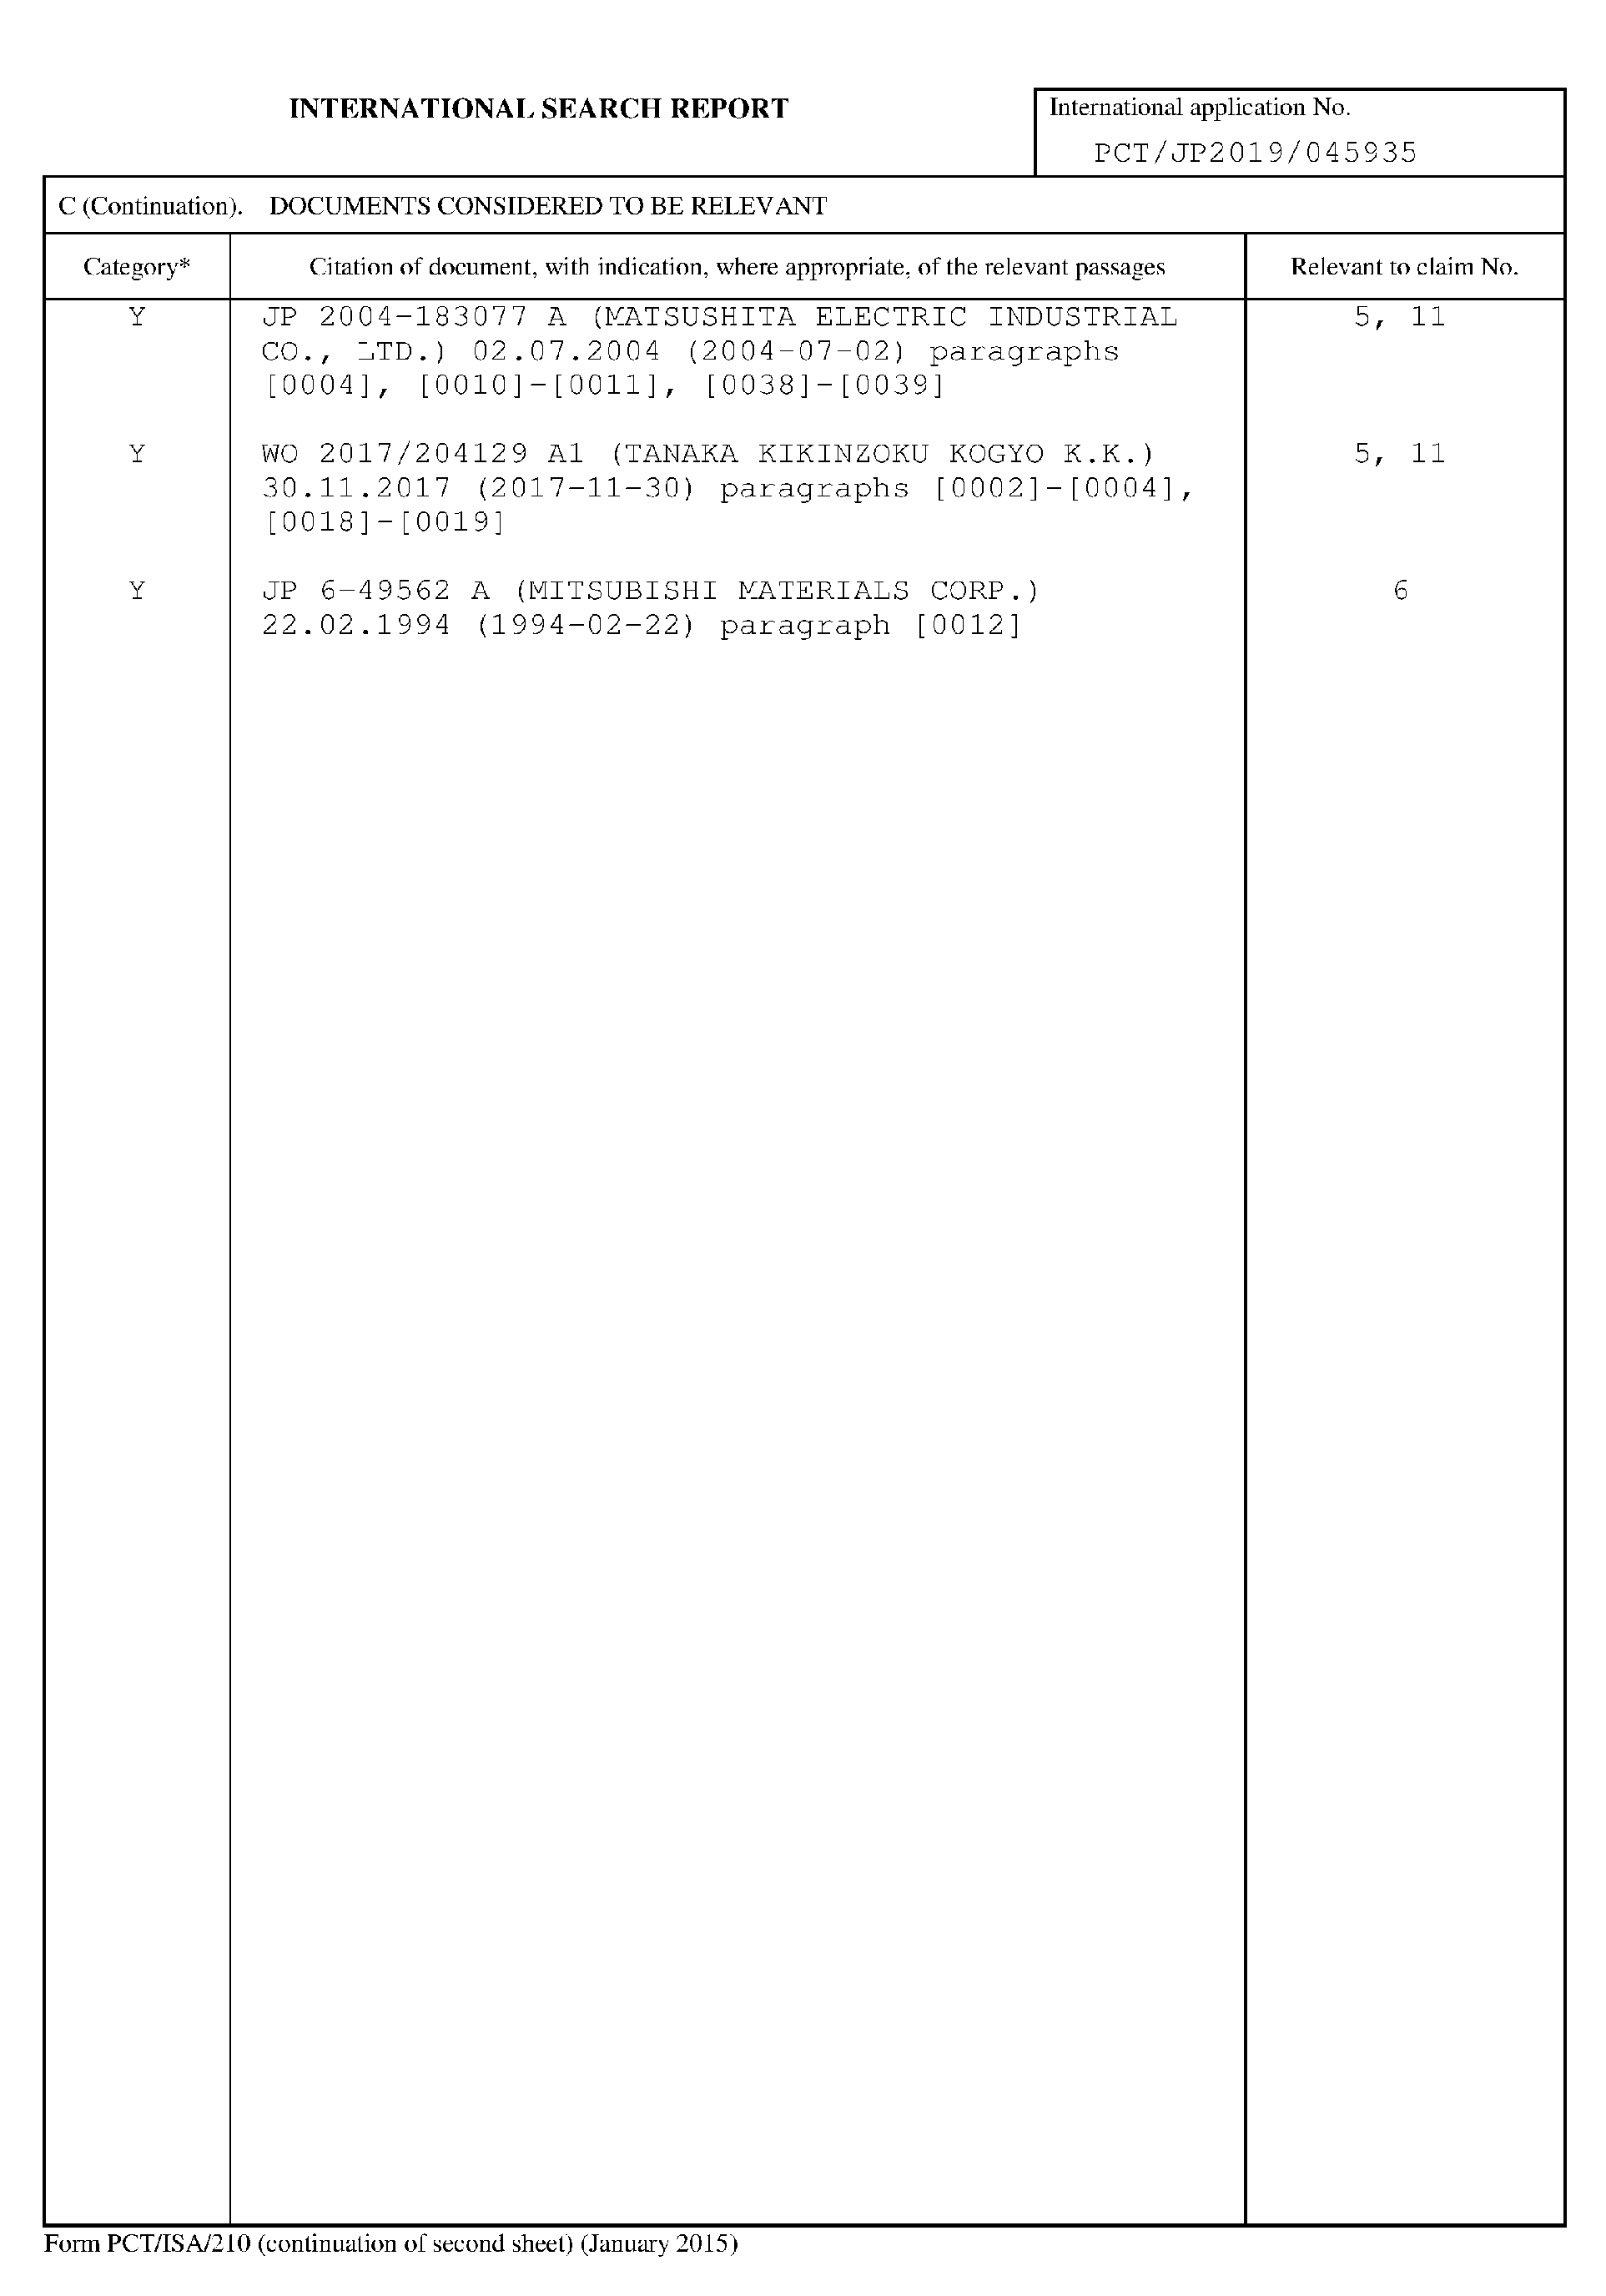 INTERNATIONAL SEARCH REPORT
International application No.
PCT/JP2019/045935
C (Continuation). DOCUMENTS CONSIDERED TO BE RELEVANT
Category* Citation of document, with indication, where appropriate, of the relevant passages Relevant to claim No.
Y JP 2004-183077 A (MATSUSHITA ELECTRIC INDUSTRIAL 5, 11
CO., LTD.) 02.07.2004 (2004-07-02) paragraphs
[0004], [0010]-[0011], [0038]-[0039]
Y WO 2017/204129 A1 (TANAKA KIKINZOKU KOGYO K.K.) 5, 11
30.11.2017 (2017-11-30) paragraphs [0002]-[0004],
[0018]-[0019]
Y JP 6-49562 A (MITSUBISHI MATERIALS CORP.) 6
22.02.1994 (1994-02-22) paragraph [0012]
Form PCT/ISA/210 (continuation of second sheet) (January 2015)